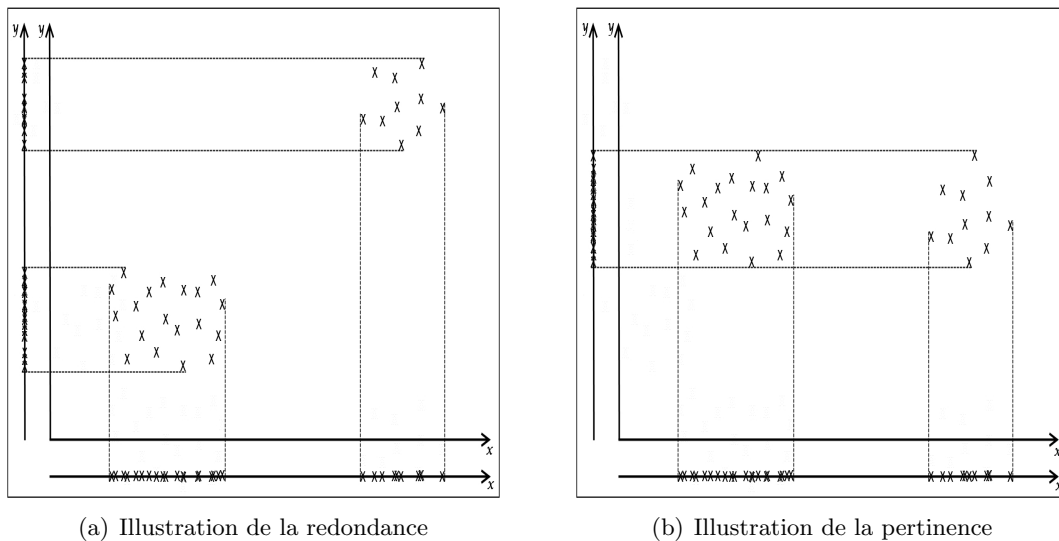 y y
x
x
(a) Illustration de la redondance
y y
x
x
(b) Illustration de la pertinence